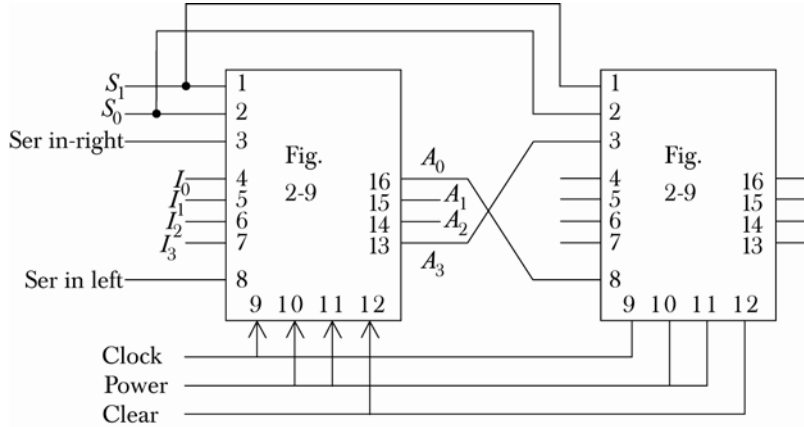 S1 1 1
S0 2 2
Ser in-right 3 3
Fig. Fig.
A0
I0 4 16 4 16
2-9 2-9
I1 5 15 A1 5 15
I2 6 14 A2 6 14
I3 7 13 7 13
A3
Ser in left 8 8
9 10 11 12 9 10 11 12
Clock
Power
Clear